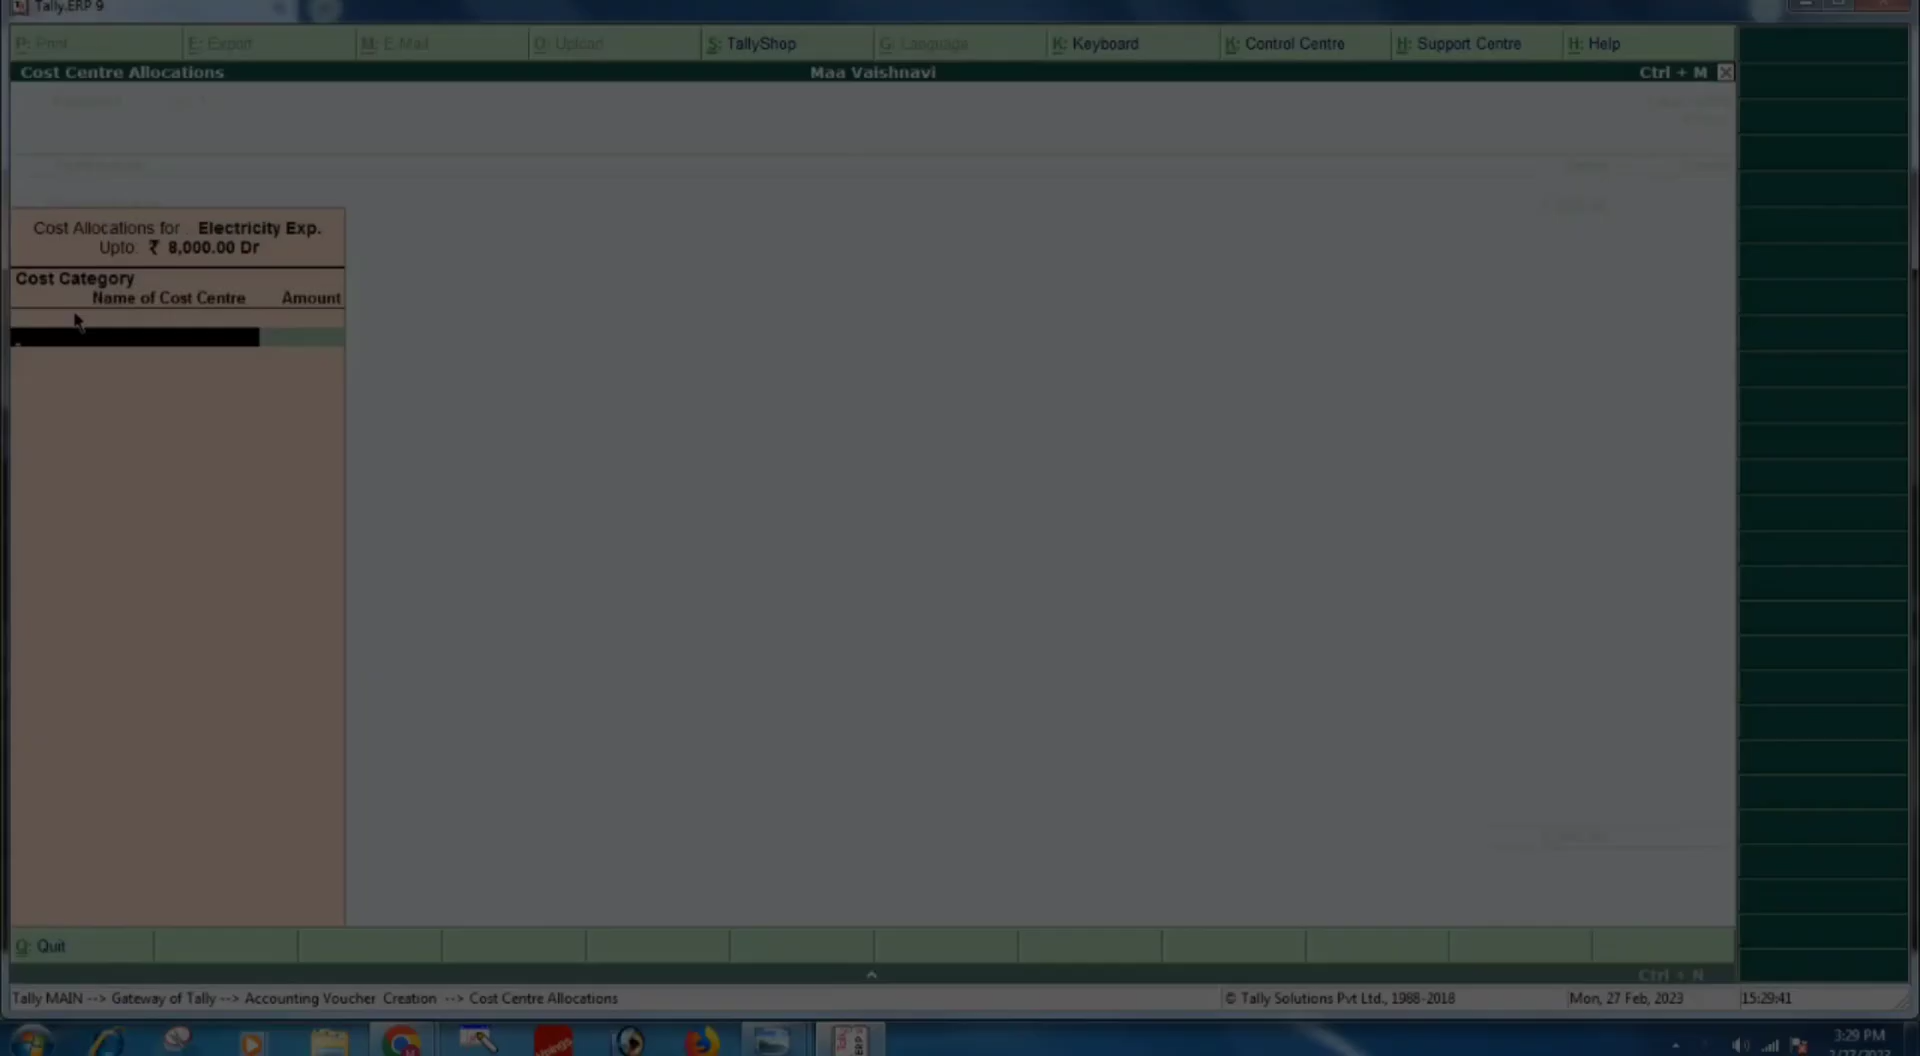 Tally.ERP 9
P: Print E: Export M: E-Mail O: Upload S: TallyShop G: Language K: Keyboard K: Control Centre H: Support Centre H: Help
Cost Centre Allocations Maa Vaishnavi Ctrl + M
Cost Allocations for : Electricity Exp.
Upto: ₹ 8,000.00 Dr
Cost Category
Name of Cost Centre Amount
Q: Quit
Ctrl + N
Tally MAIN --> Gateway of Tally --> Accounting Voucher Creation --> Cost Centre Allocations © Tally Solutions Pvt Ltd., 1988-2018 Mon, 27 Feb, 2023 15:29:41
3:29 PM